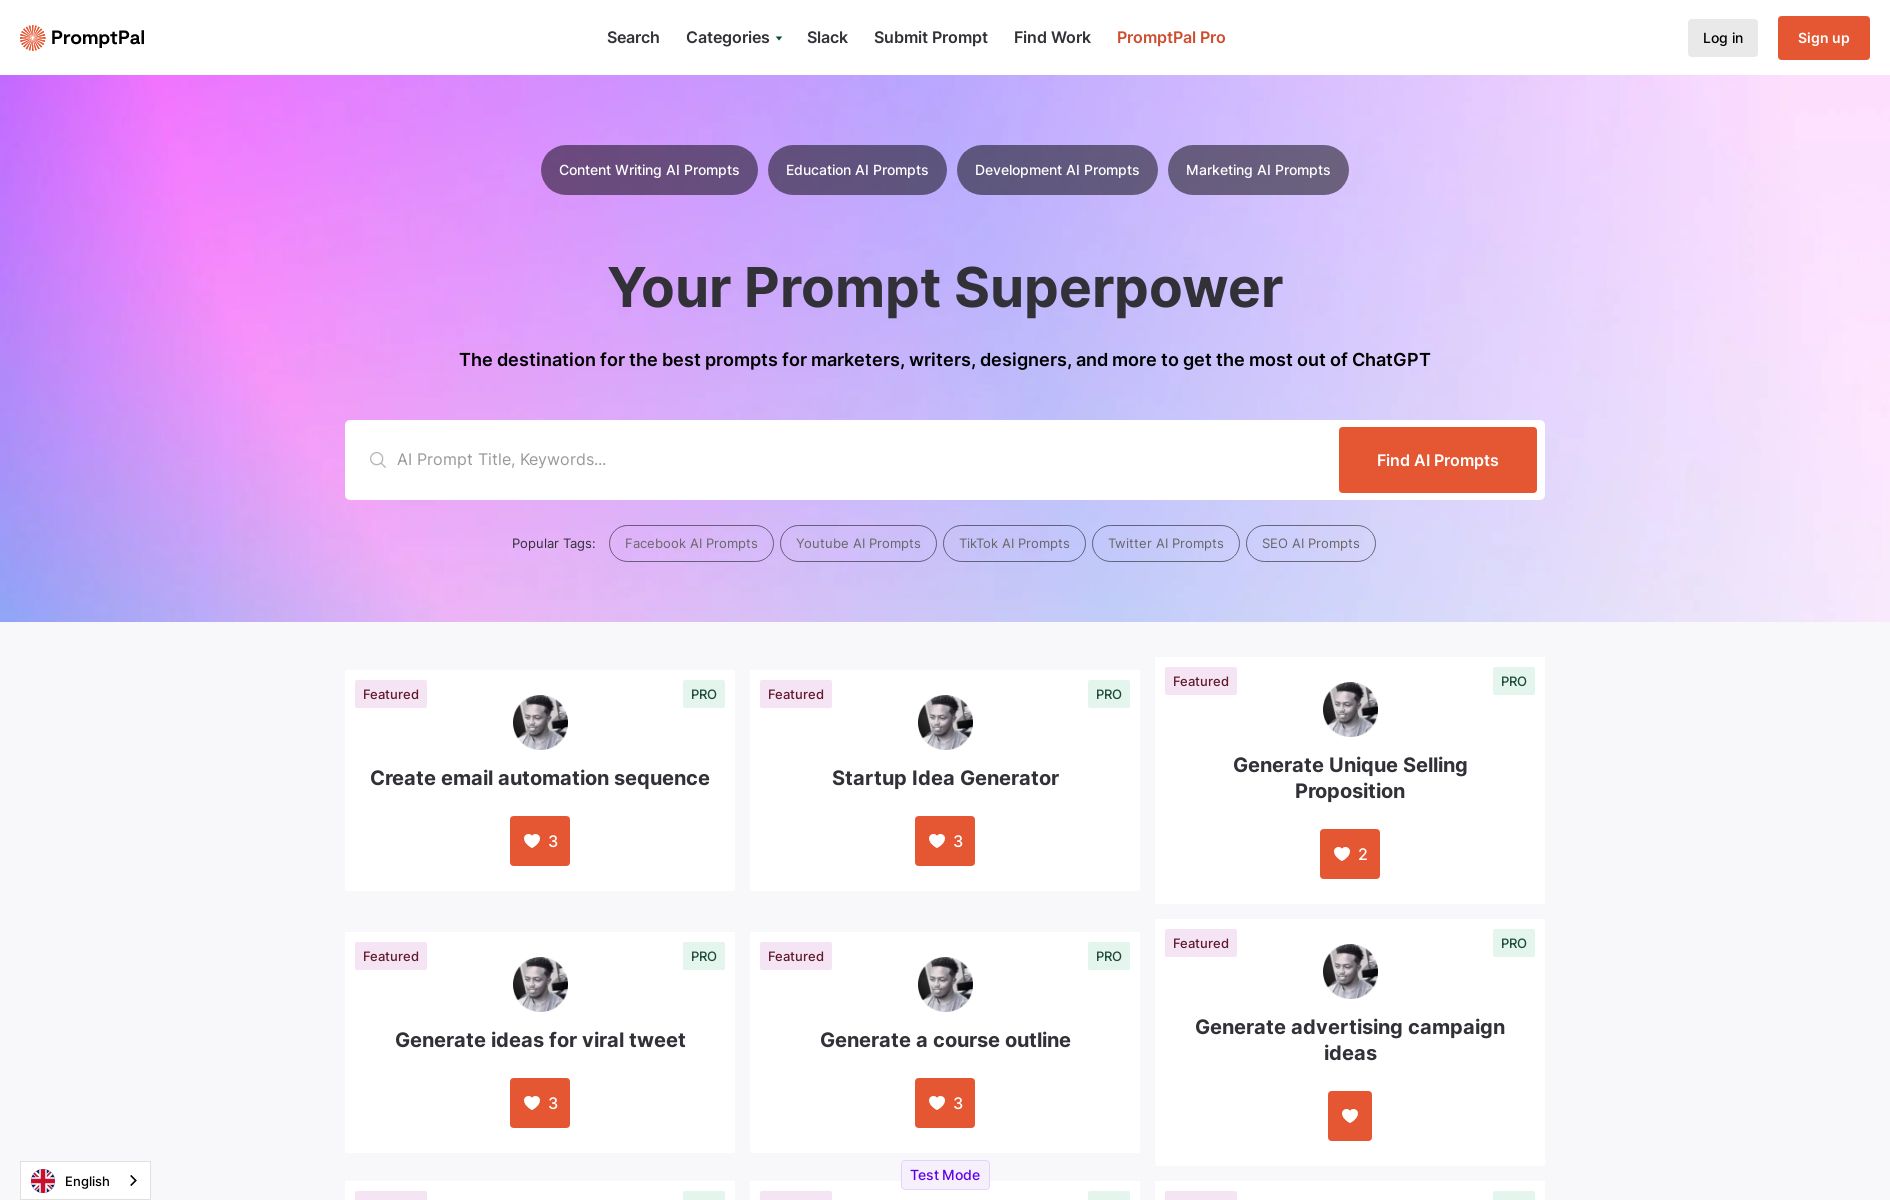 PromptPal
Search
Categories
Slack
Submit Prompt
Find Work
PromptPal Pro
Log in
Sign up
Content Writing AI Prompts
Education AI Prompts
Development AI Prompts
Marketing AI Prompts
Your Prompt Superpower
The destination for the best prompts for marketers, writers, designers, and more to get the most out of ChatGPT
AI Prompt Title, Keywords...
Find AI Prompts
Popular Tags:
Facebook AI Prompts
Youtube AI Prompts
TikTok AI Prompts
Twitter AI Prompts
SEO AI Prompts
Featured
PRO
Create email automation sequence
3
Featured
PRO
Startup Idea Generator
3
Featured
PRO
Generate Unique Selling
Proposition
2
Featured
PRO
Generate ideas for viral tweet
3
Featured
PRO
Generate a course outline
3
Featured
PRO
Generate advertising campaign
ideas
English
Test Mode